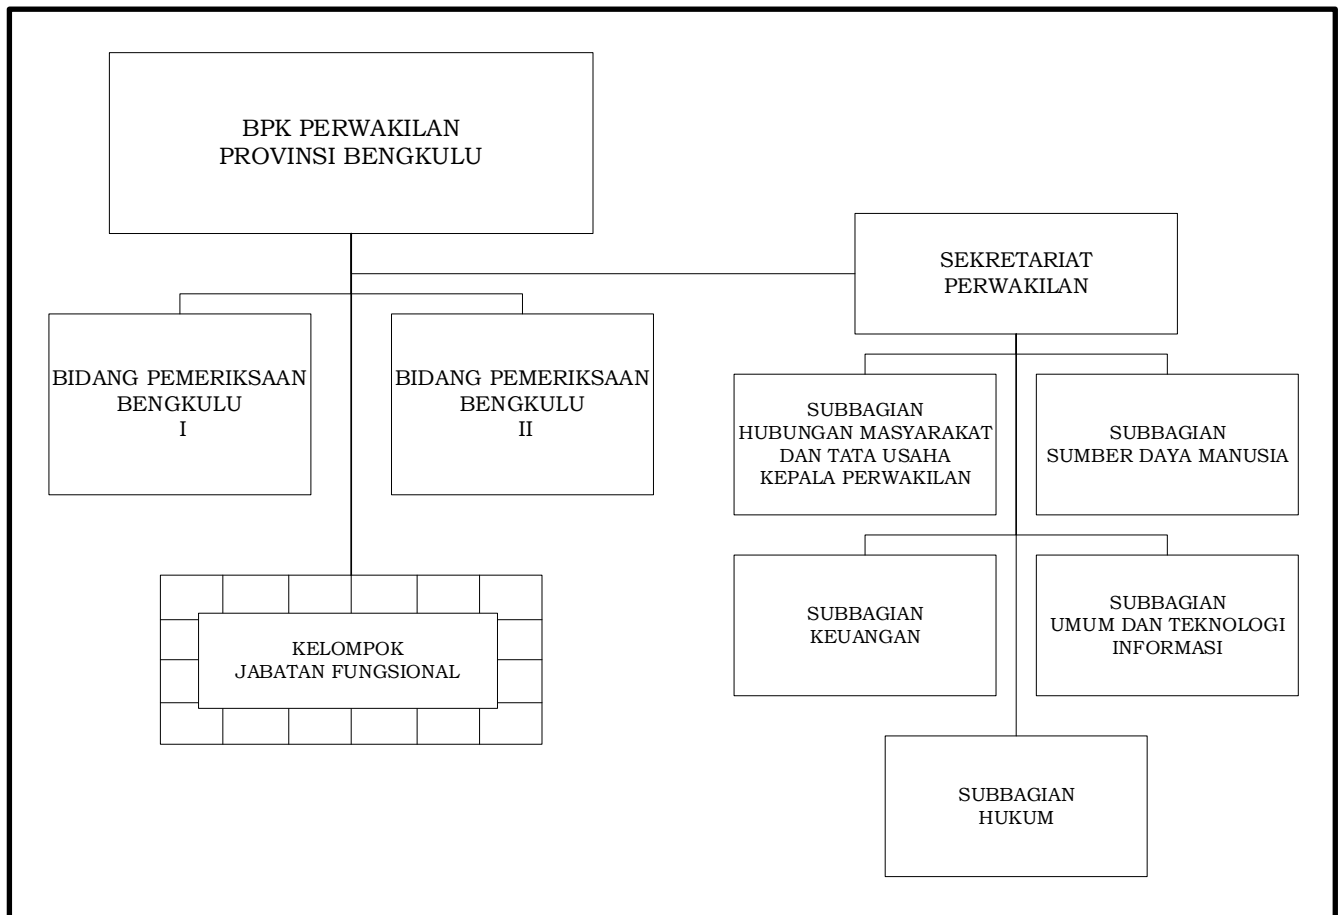 BPK PERWAKILAN
PROVINSI BENGKULU
SEKRETARIAT
PERWAKILAN
BIDANG PEMERIKSAAN
BENGKULU
I
BIDANG PEMERIKSAAN
BENGKULU
II
SUBBAGIAN
HUBUNGAN MASYARAKAT
DAN TATA USAHA
KEPALA PERWAKILAN
SUBBAGIAN
SUMBER DAYA MANUSIA
SUBBAGIAN
KEUANGAN
SUBBAGIAN
UMUM DAN TEKNOLOGI
INFORMASI
KELOMPOK
JABATAN FUNGSIONAL
SUBBAGIAN
HUKUM